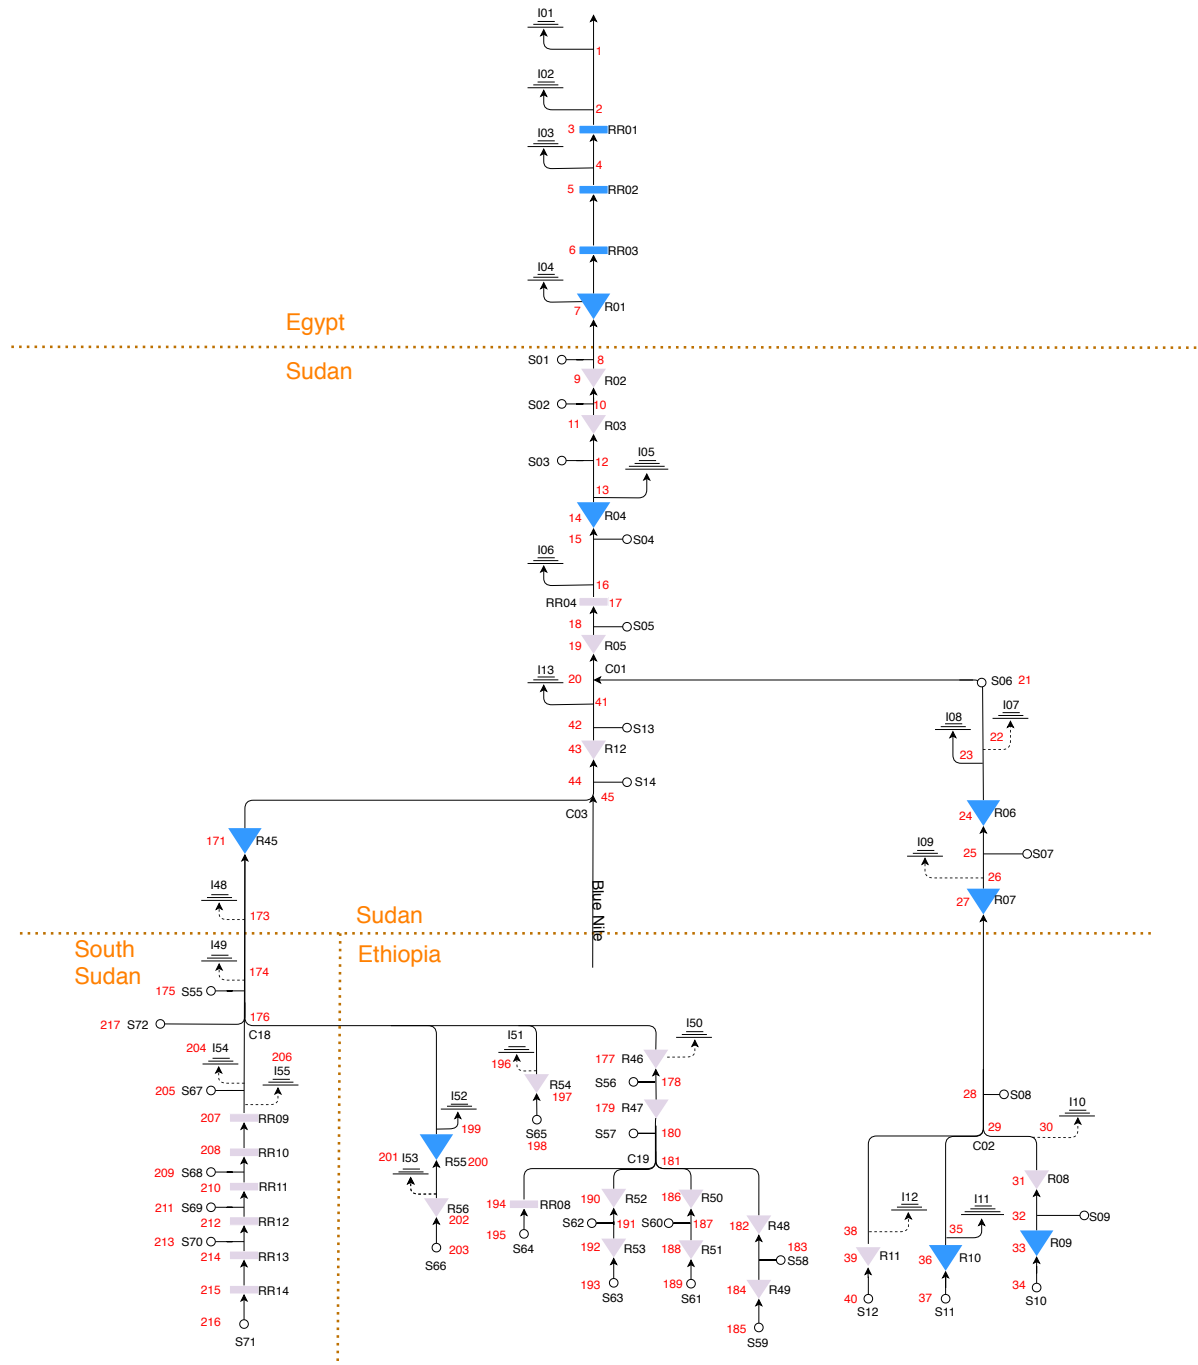 I01
1
I02
2
3 RR01
I03
4
5 RR02
6 RR03
I04
7 R01
Egypt
S01 8
Sudan
9 R02
S02 10
11 R03
S03 12
I05
13
14 R04
15 S04
I06
16
RR04 17
18 S05
19 R05
C01
I13 20
S06 21
41
I07
I08 22
42 S13
23
43 R12
44 S14
45
C03
24 R06
171 R45
I09 25 S07
26
27 R07
Blue Nile
I48
173
Sudan
South
Sudan
Ethiopia
I49
174
175 S55
217 S72 176
C18
I50
I51
204 I54
206
I55
196
177 R46
S56 178
205 S67
R54
197
179 R47
I52
199
S65
198
S57 180
28 S08
I10
29 30
C02
207 RR09
208 RR10
209 S68
210 RR11
211 S69
212 RR12
213 S70
214 RR13
215 RR14
216
S71
201 I53
R55 200
R56
202
203
S66
C19
181
194 RR08
195
S64
190 R52
S62 191
192 R53
193
S63
186 R50
S60 187
188 R51
189
S61
182 R48
183
S58
184 R49
185
S59
I12
38
39 R11
40
S12
I11
35
36 R10
37
S11
31 R08
32 S09
33 R09
34
S10